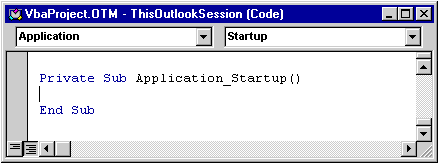 VbaProject.OTM - ThisOutlookSession (Code)
Application Startup
Private Sub Application_Startup()
End Sub